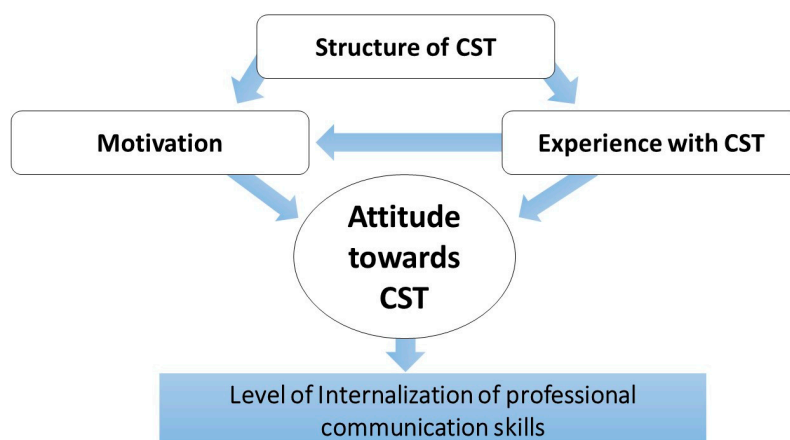 Structure of CST
Motivation
Experience with CST
Attitude
towards
CST
Level of Internalization of professional
communication skills